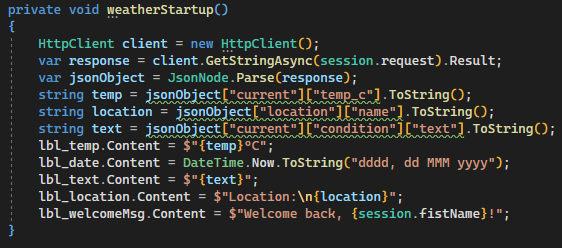 private void weatherStartup()
{
HttpClient client = new HttpClient();
var response = client.GetStringAsync(session.request).Result;
var jsonObject = JsonNode.Parse(response);
string temp = jsonObject["current"]["temp_c"].ToString();
string location = jsonObject["location"]["name"].ToString();
string text = jsonObject["current"]["condition"]["text"].ToString();
lbl_temp.Content = $"{temp}ºC";
lbl_date.Content = DateTime.Now.ToString("dddd, dd MMM yyyy");
lbl_text.Content = $"{text}";
lbl_location.Content = $"Location:\n{location}";
lbl_welcomeMsg.Content = $"Welcome back, {session.fistName}!";
}